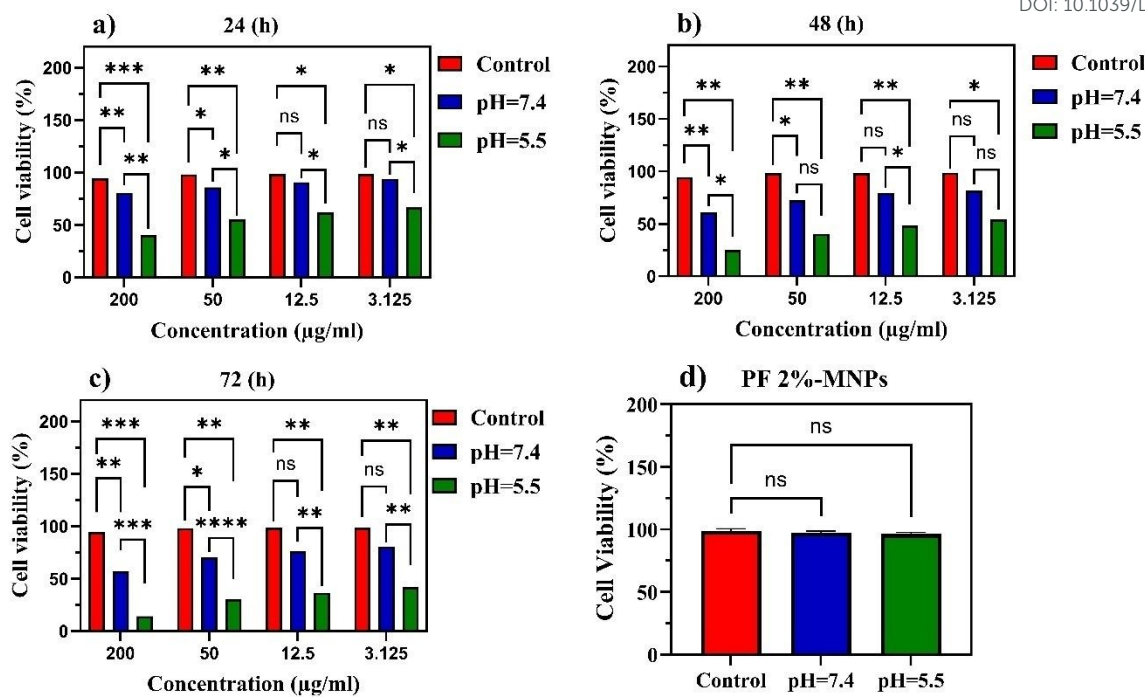 DOI: 10.1039/D
a) 24 (h)
200
150
100
50
0
Cell viability (%)
*** ** * *
** * ns ns
** * * *
200 50 12.5 3.125
Concentration (µg/ml)
Control
pH=7.4
pH=5.5
b) 48 (h)
200
150
100
50
0
Cell viability (%)
** ** ** *
** * ns ns
* ns * ns
200 50 12.5 3.125
Concentration (µg/ml)
Control
pH=7.4
pH=5.5
c) 72 (h)
200
150
100
50
0
Cell viability (%)
*** ** ** **
** * ns ns
*** **** ** **
200 50 12.5 3.125
Concentration (µg/ml)
Control
pH=7.4
pH=5.5
d) PF 2%-MNPs
200
150
100
50
0
Cell Viability (%)
ns
ns
Control pH=7.4 pH=5.5